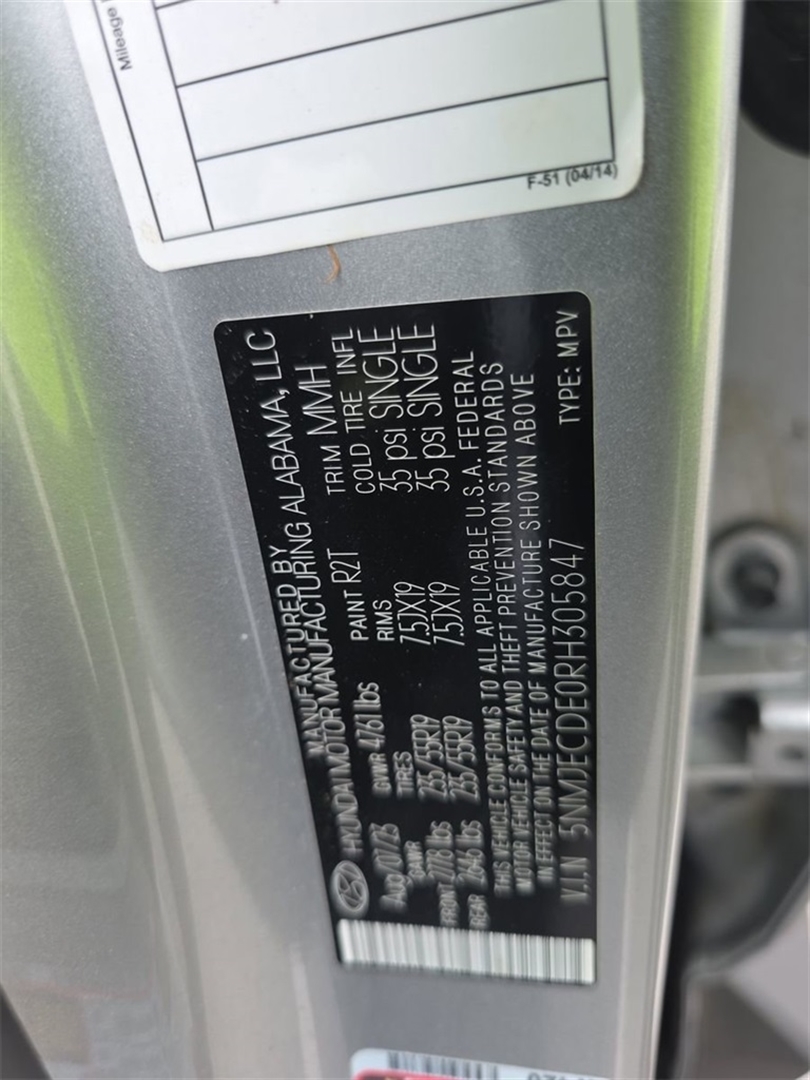 Mileage
F-51 (04/14)
MANUFACTURED BY
HYUNDAI MOTOR MANUFACTURING ALABAMA, LLC
Aug/07/23 PAINT R2T TRIM MMH
GVWR 4761 lbs
GAWR TIRES RIMS COLD TIRE INFL
FRONT lbs 235/55R19 7.5JX19 35 psi SINGLE
REAR 2646 lbs 235/55R19 7.5JX19 35 psi SINGLE
THIS VEHICLE CONFORMS TO ALL APPLICABLE U.S.A. FEDERAL
MOTOR VEHICLE SAFETY AND THEFT PREVENTION STANDARDS
IN EFFECT ON THE DATE OF MANUFACTURE SHOWN ABOVE
V.I.N 5NMJECDE0RH305847 TYPE: MPV